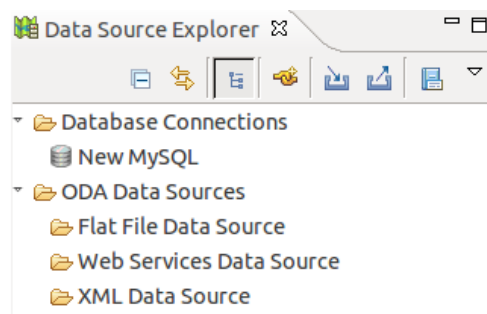 Data Source Explorer
Database Connections
New MySQL
ODA Data Sources
Flat File Data Source
Web Services Data Source
XML Data Source